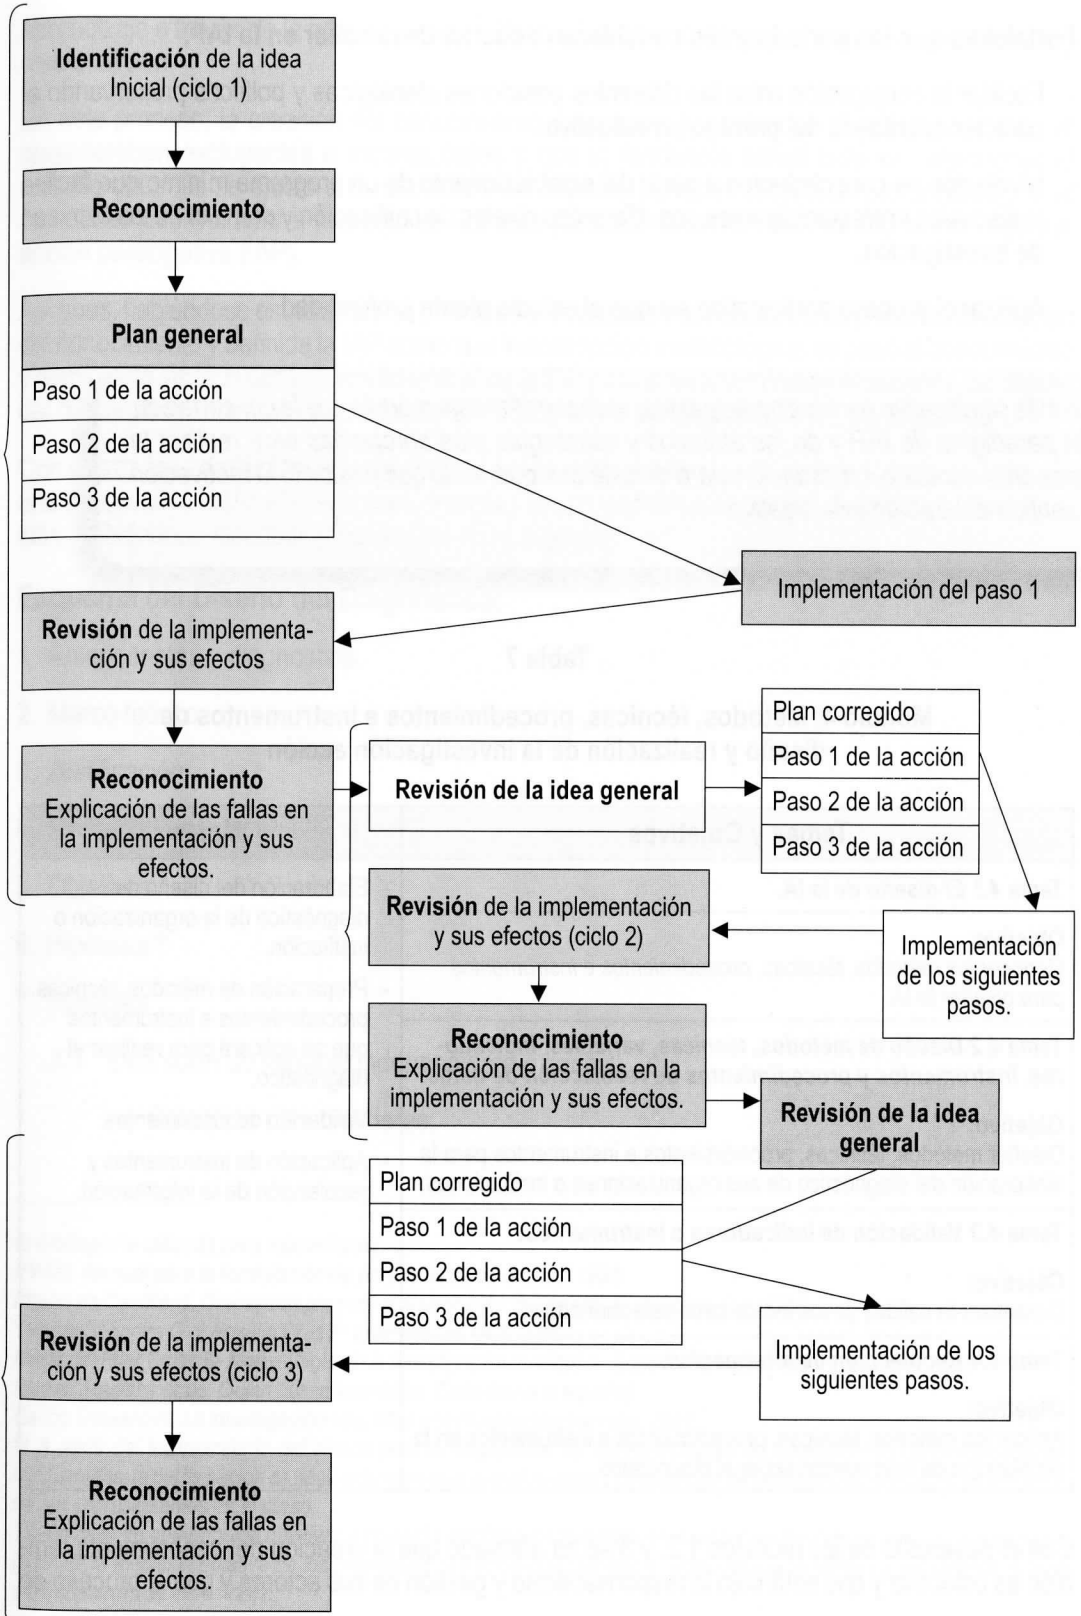 Identificación de la idea
Inicial (ciclo 1)
Reconocimiento
Plan general
Paso 1 de la acción
Paso 2 de la acción
Paso 3 de la acción
Implementación del paso 1
Revisión de la implementa-
ción y sus efectos
Reconocimiento
Explicación de las fallas en
la implementación y sus
efectos.
Revisión de la idea general
Plan corregido
Paso 1 de la acción
Paso 2 de la acción
Paso 3 de la acción
Implementación
de los siguientes
pasos.
Revisión de la implementación
y sus efectos (ciclo 2)
Reconocimiento
Explicación de las fallas en la
implementación y sus efectos.
Revisión de la idea
general
Plan corregido
Paso 1 de la acción
Paso 2 de la acción
Paso 3 de la acción
Implementación de los
siguientes pasos.
Revisión de la implementa-
ción y sus efectos (ciclo 3)
Reconocimiento
Explicación de las fallas en
la implementación y sus
efectos.